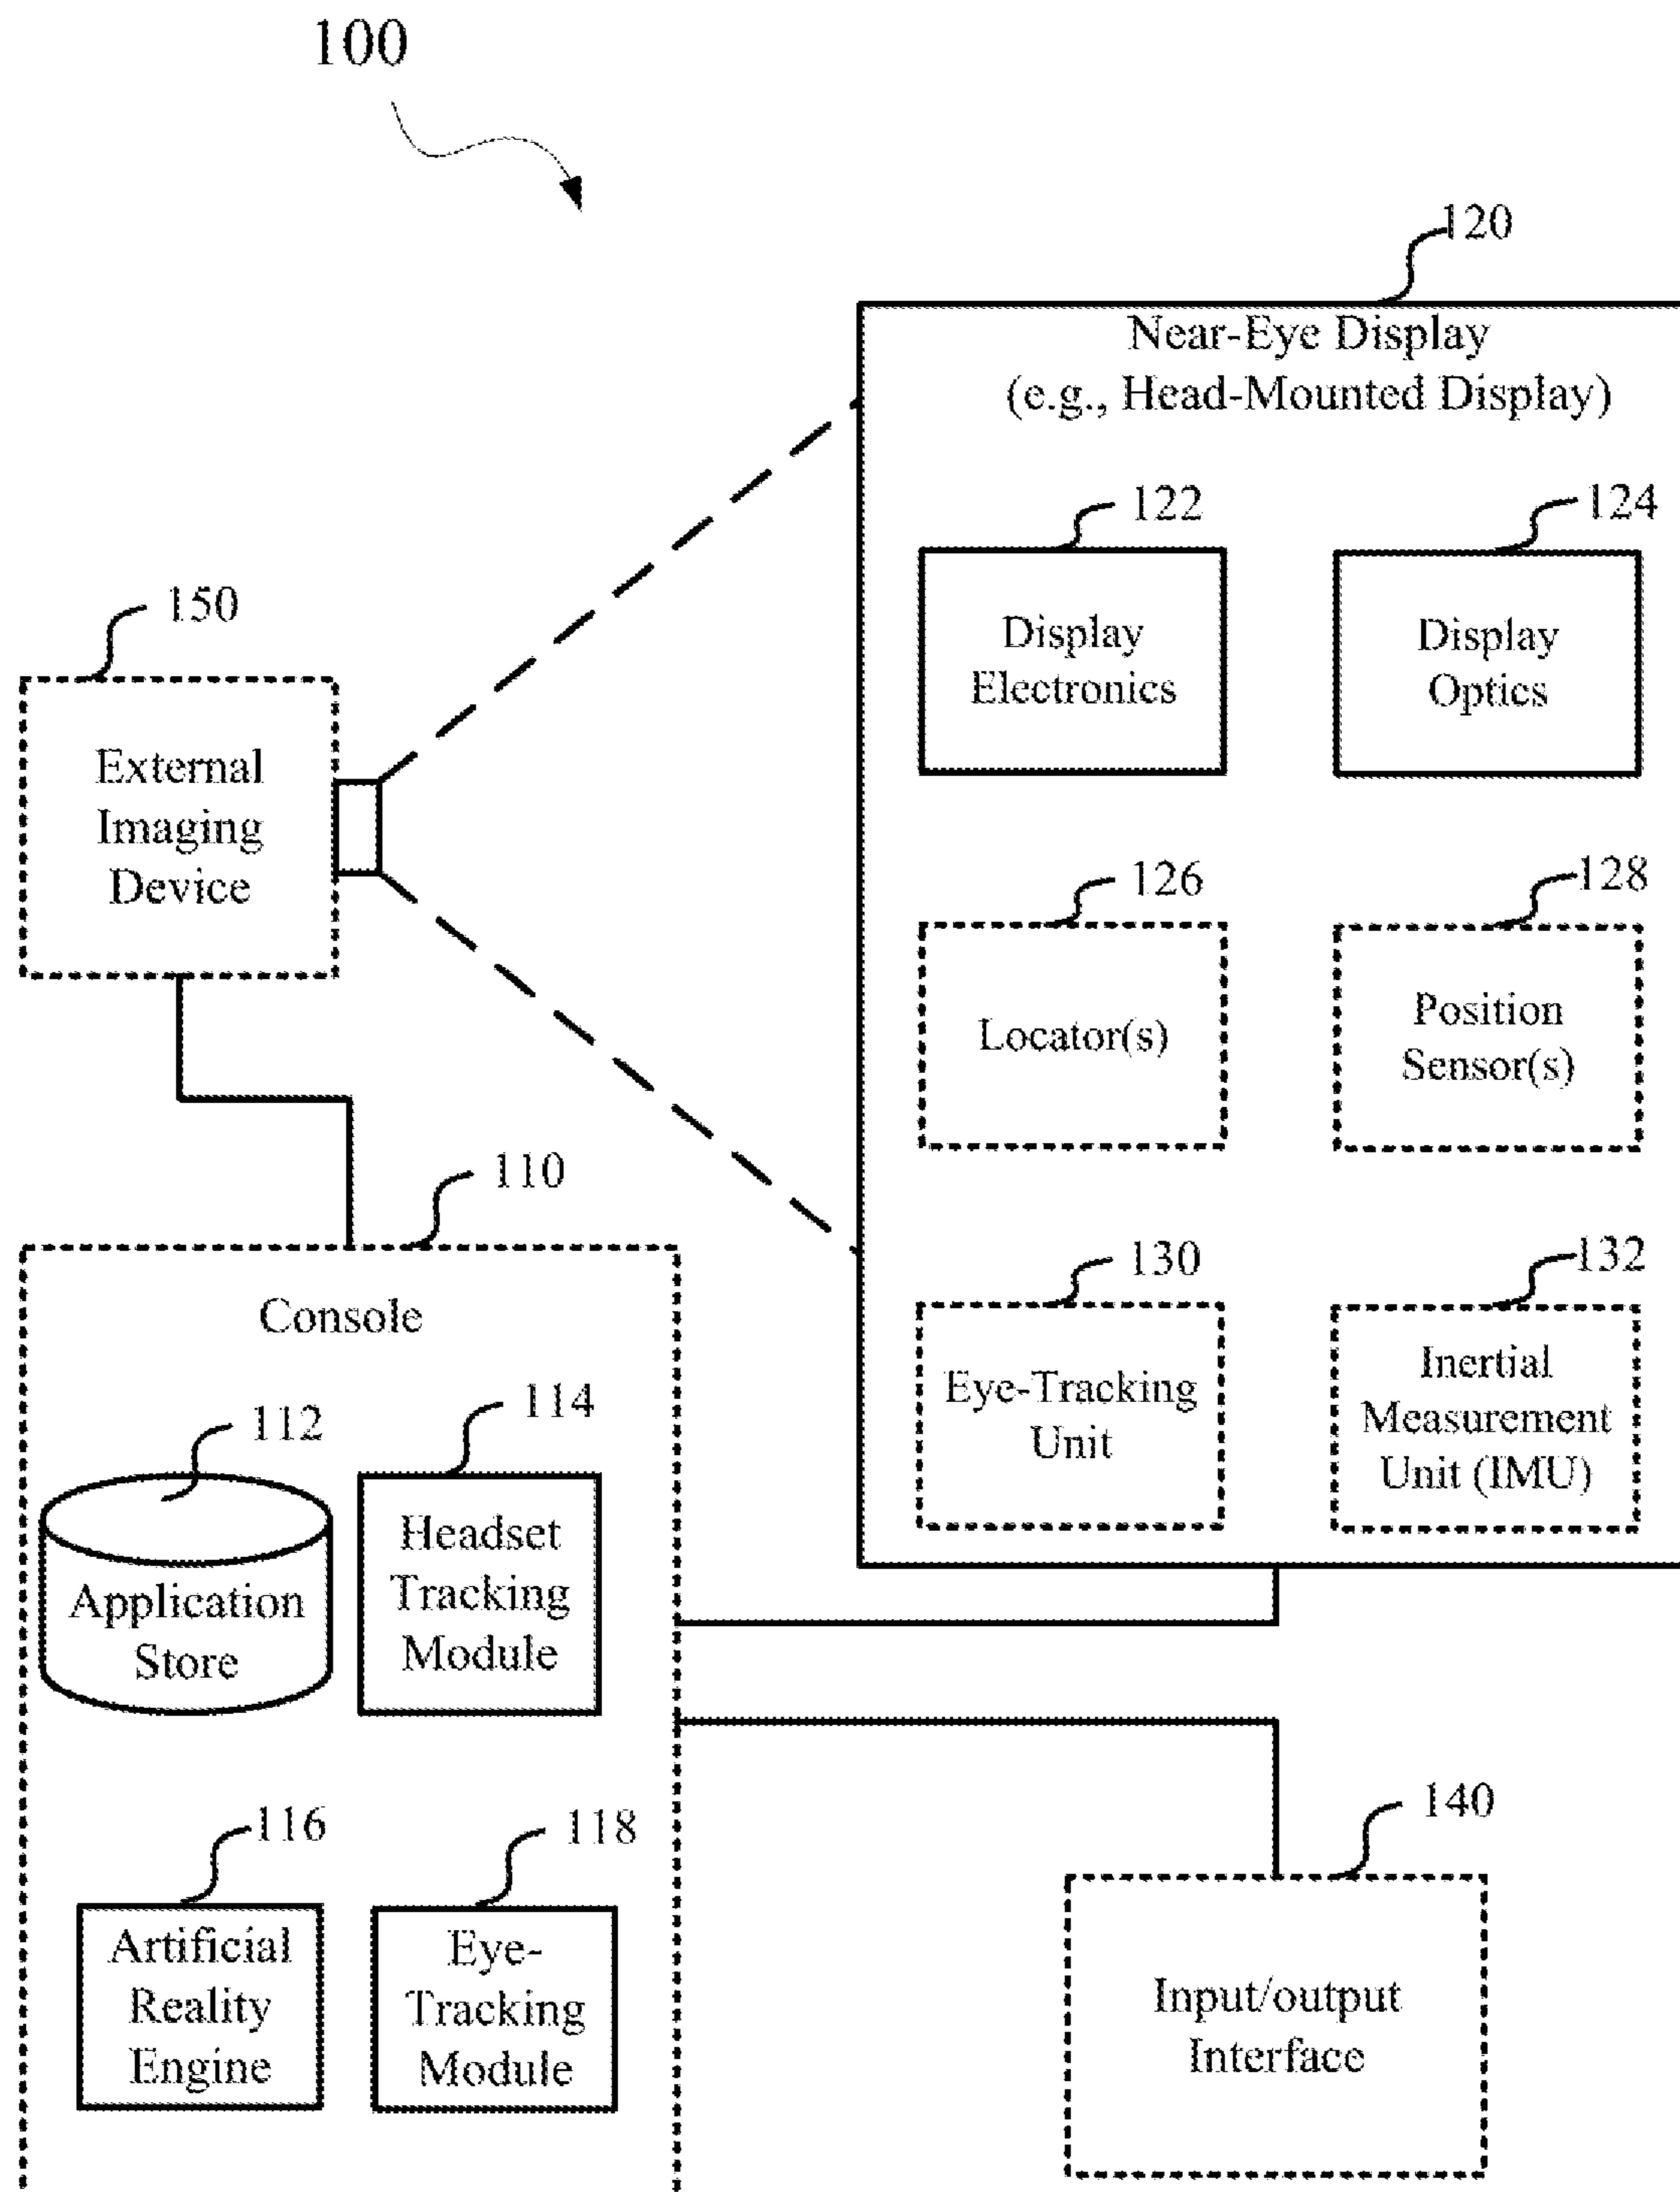 100
120
Near-Eye Display
(e.g., Head-Mounted Display)
122
124
Display
Electronics
Display
Optics
150
External
Imaging
Device
126
128
Locator(s)
Position
Sensor(s)
110
130
132
Console
Eye-Tracking
Unit
Inertial
Measurement
Unit (IMU)
112
114
Application
Store
Headset
Tracking
Module
116
118
140
Artificial
Reality
Engine
Eye-
Tracking
Module
Input/output
Interface